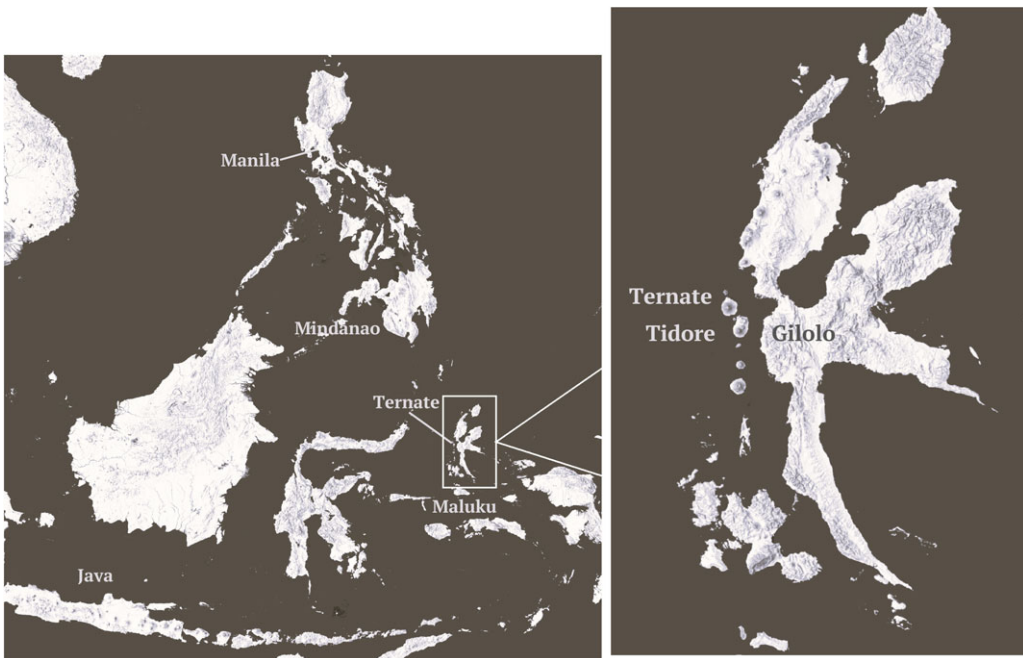 Manila
Mindanao
Ternate
Maluku
Java
Ternate
Tidore
Gilolo